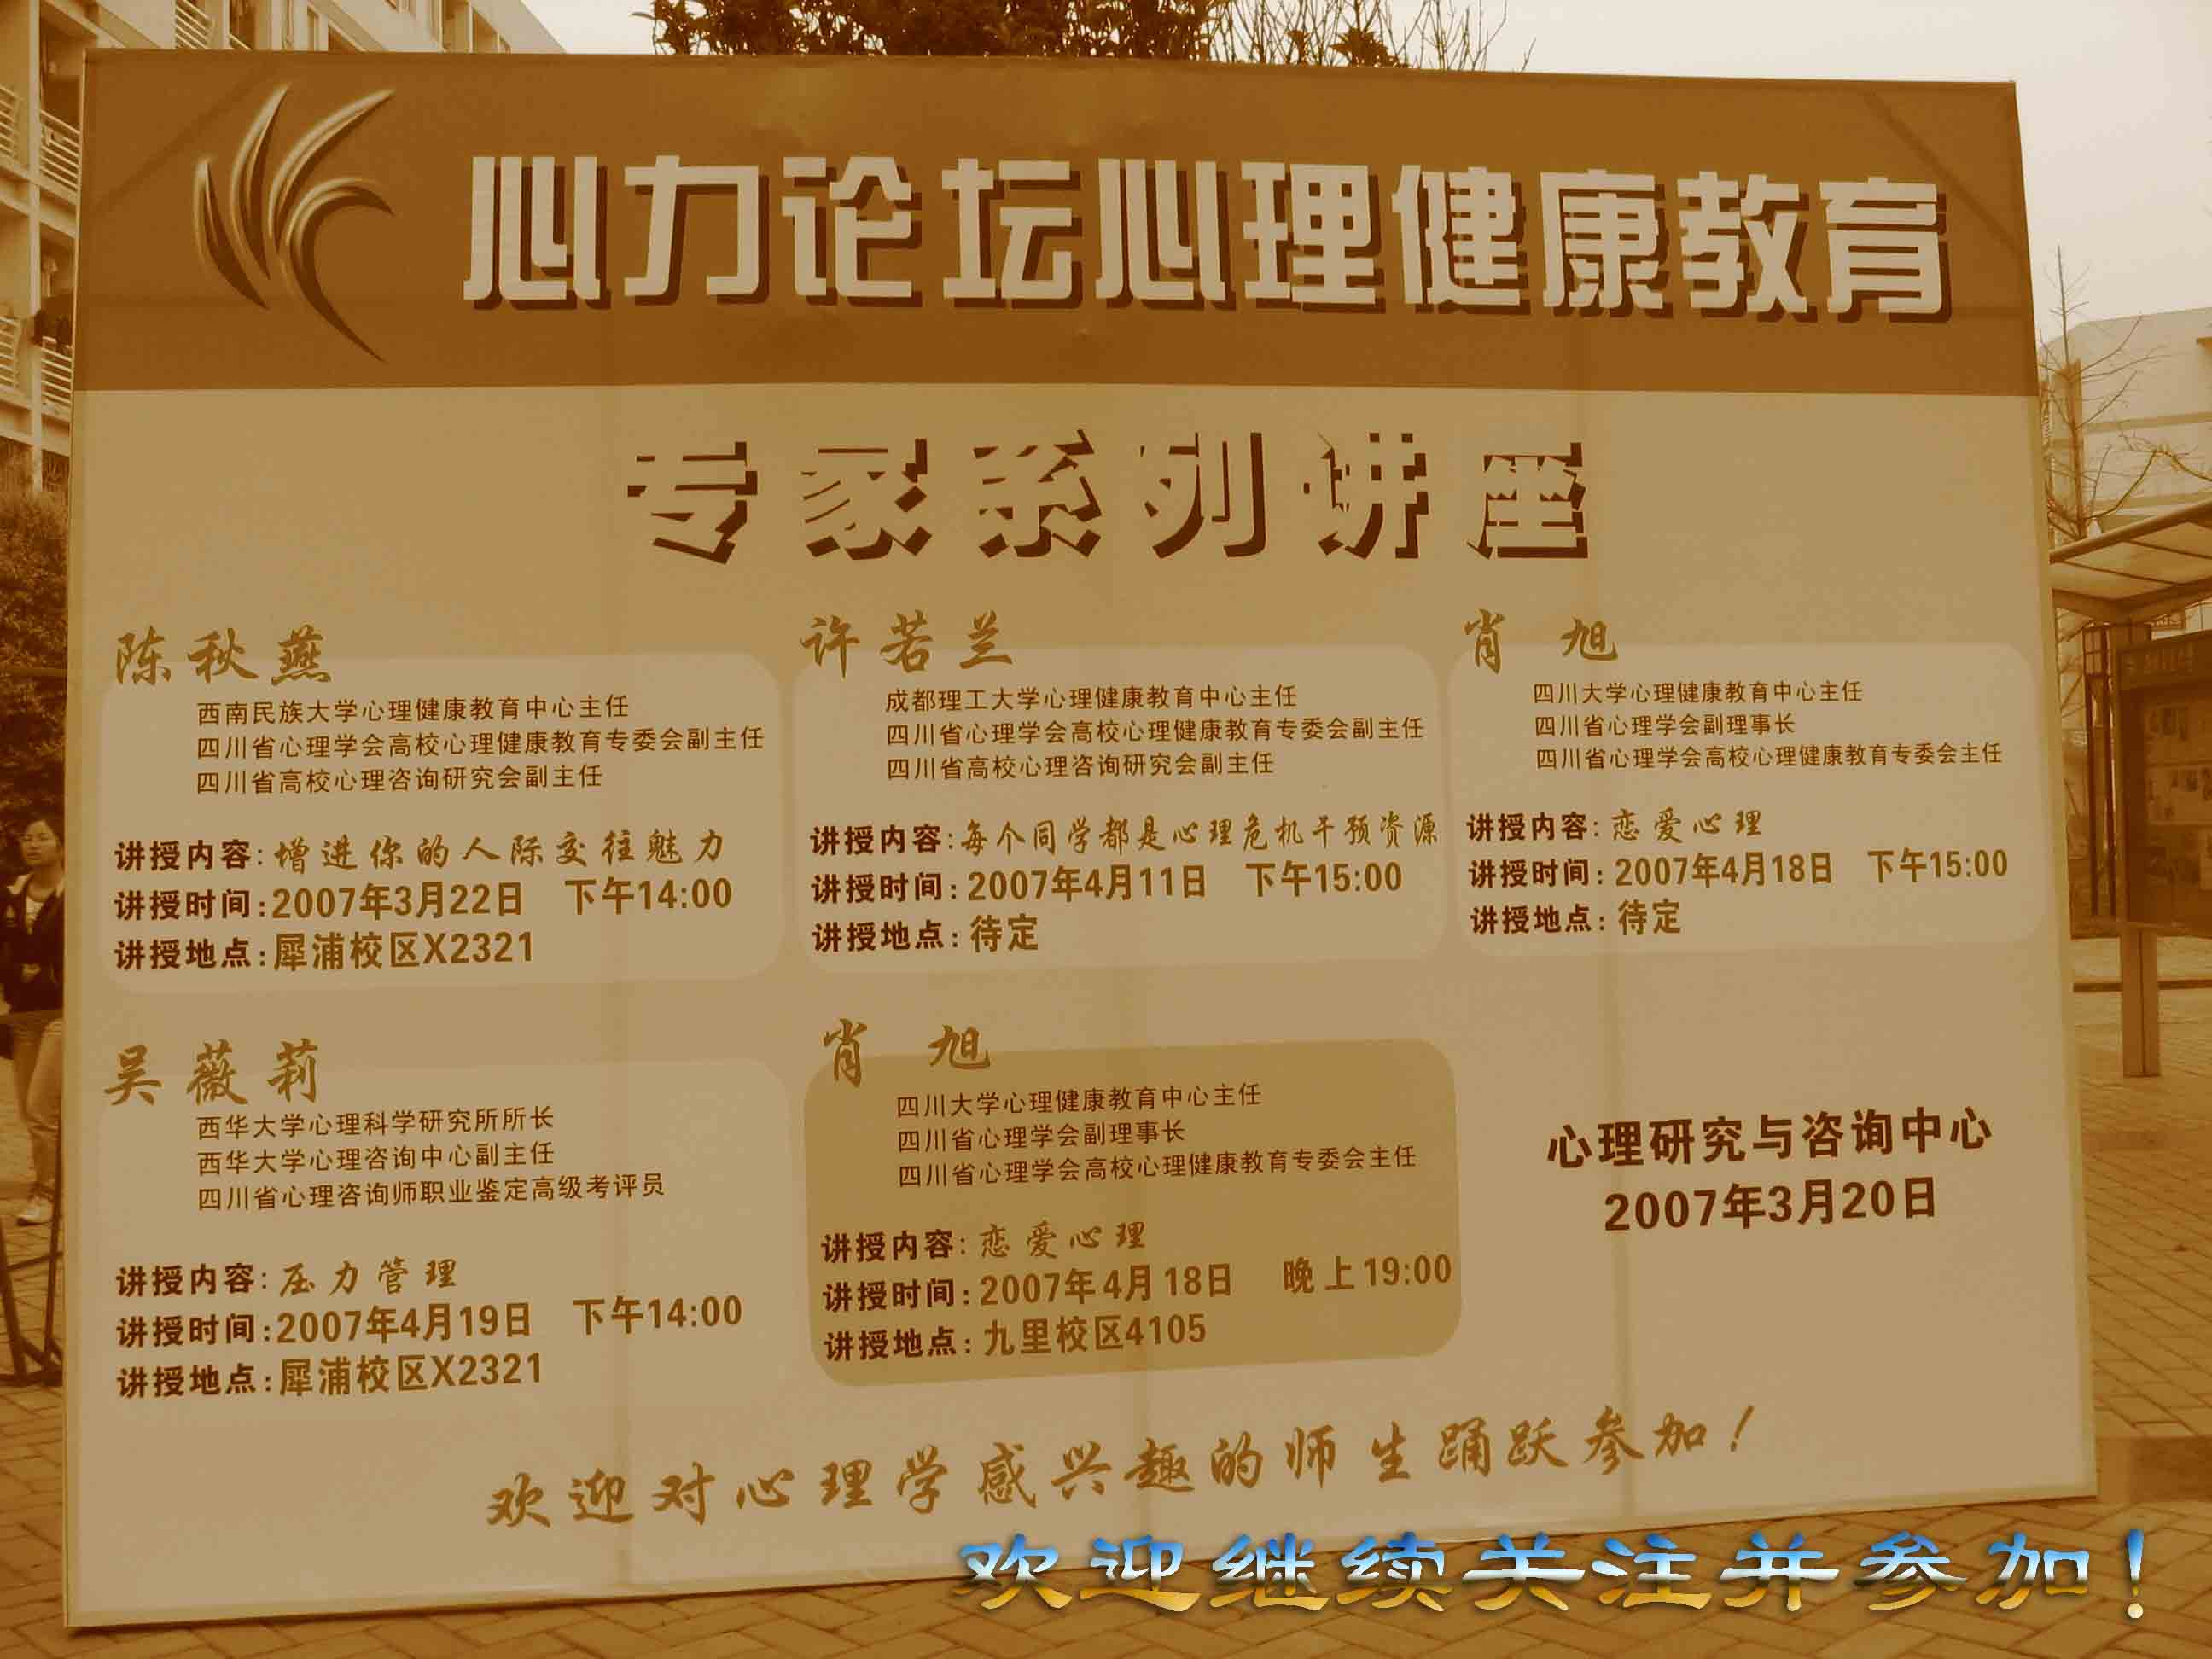 心力论坛心理健康教育
专家系列讲座
陈秋燕
西南民族大学心理健康教育中心主任
四川省心理学会高校心理健康教育专委会副主任
四川省高校心理咨询研究会副主任
讲授内容:增进你的人际交往魅力
讲授时间:2007年3月22日 下午14:00
讲授地点:犀浦校区X2321
许若兰
成都理工大学心理健康教育中心主任
四川省心理学会高校心理健康教育专委会副主任
四川省高校心理咨询研究会副主任
讲授内容:每个同学都是心理危机干预资源
讲授时间:2007年4月11日 下午15:00
讲授地点:待定
肖 旭
四川大学心理健康教育中心主任
四川省心理学会副理事长
四川省心理学会高校心理健康教育专委会主任
讲授内容:恋爱心理
讲授时间:2007年4月18日 下午15:00
讲授地点:待定
吴薇莉
西华大学心理科学研究所所长
西华大学心理咨询中心副主任
四川省心理咨询师职业鉴定高级考评员
讲授内容:压力管理
讲授时间:2007年4月19日 下午14:00
讲授地点:犀浦校区X2321
肖 旭
四川大学心理健康教育中心主任
四川省心理学会副理事长
四川省心理学会高校心理健康教育专委会主任
讲授内容:恋爱心理
讲授时间:2007年4月18日 晚上19:00
讲授地点:九里校区4105
心理研究与咨询中心
2007年3月20日
欢迎对心理学感兴趣的师生踊跃参加!
欢迎继续关注并参加!